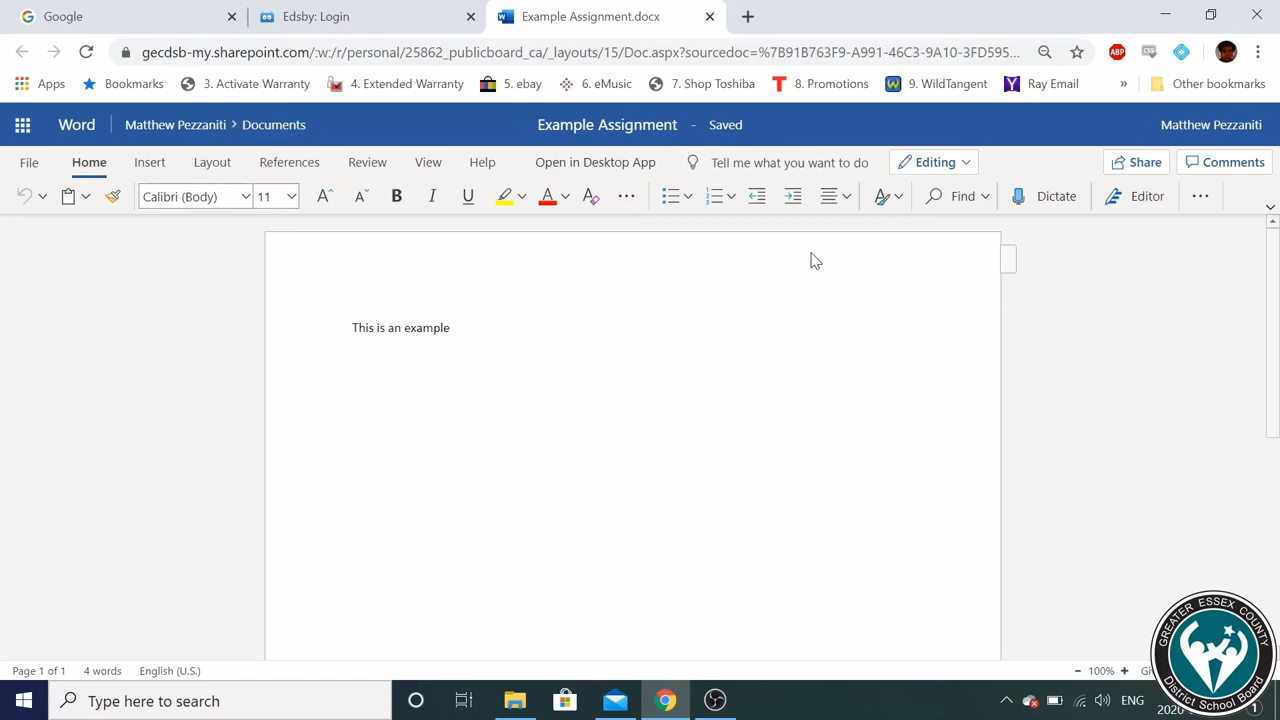 Google
Edsby: Login
Example Assignment.docx
gecdsb-my.sharepoint.com/:w:/r/personal/25862_publicboard_ca/_layouts/15/Doc.aspx?sourcedoc=%7B91B763F9-A991-46C3-9A10-3FD595...
ABP
CSS
Apps
Bookmarks
3. Activate Warranty
4. Extended Warranty
5. ebay
6. eMusic
7. Shop Toshiba
8. Promotions
9. WildTangent
Ray Email
»
Other bookmarks
Word
Matthew Pezzaniti > Documents
Example Assignment - Saved
Matthew Pezzaniti
File
Home
Insert
Layout
References
Review
View
Help
Open in Desktop App
Tell me what you want to do
Editing
Share
Comments
Calibri (Body)
11
Find
Dictate
Editor
This is an example
Page 1 of 1
4 words
English (U.S.)
- 100% +
GREATER ESSEX COUNTY
District School Board
Type here to search
ENG
1